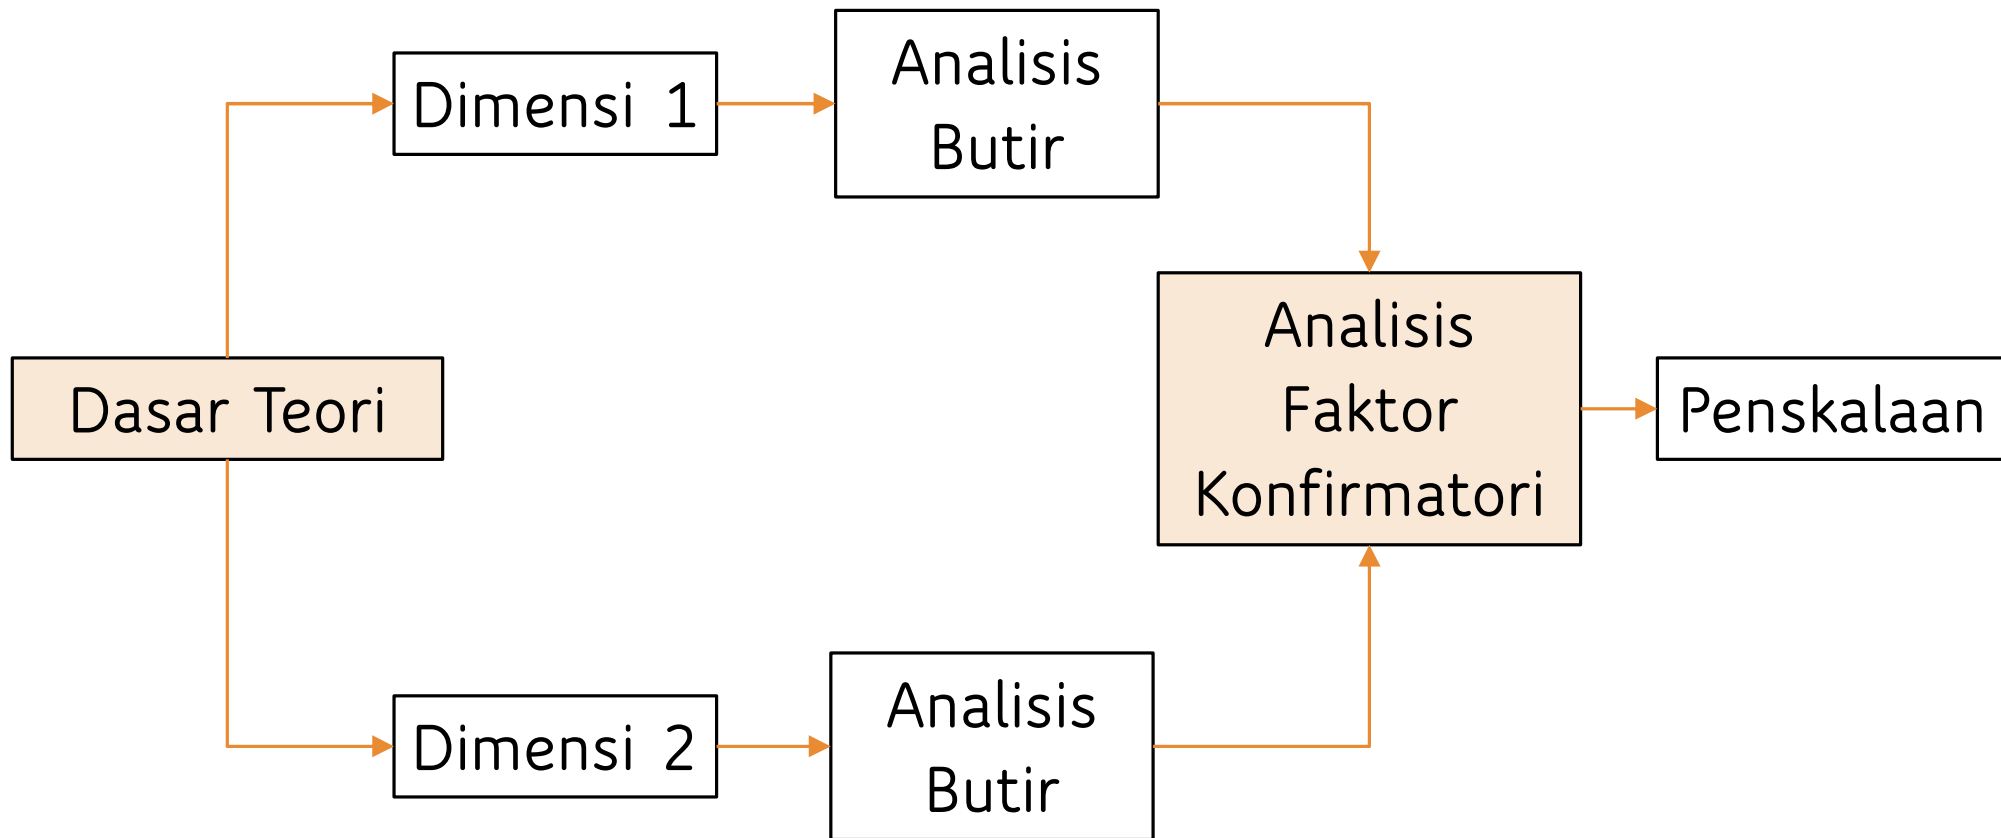 Dimensi 1
Analisis
Butir
Dasar Teori
Analisis
Faktor
Konfirmatori
Penskalaan
Dimensi 2
Analisis
Butir